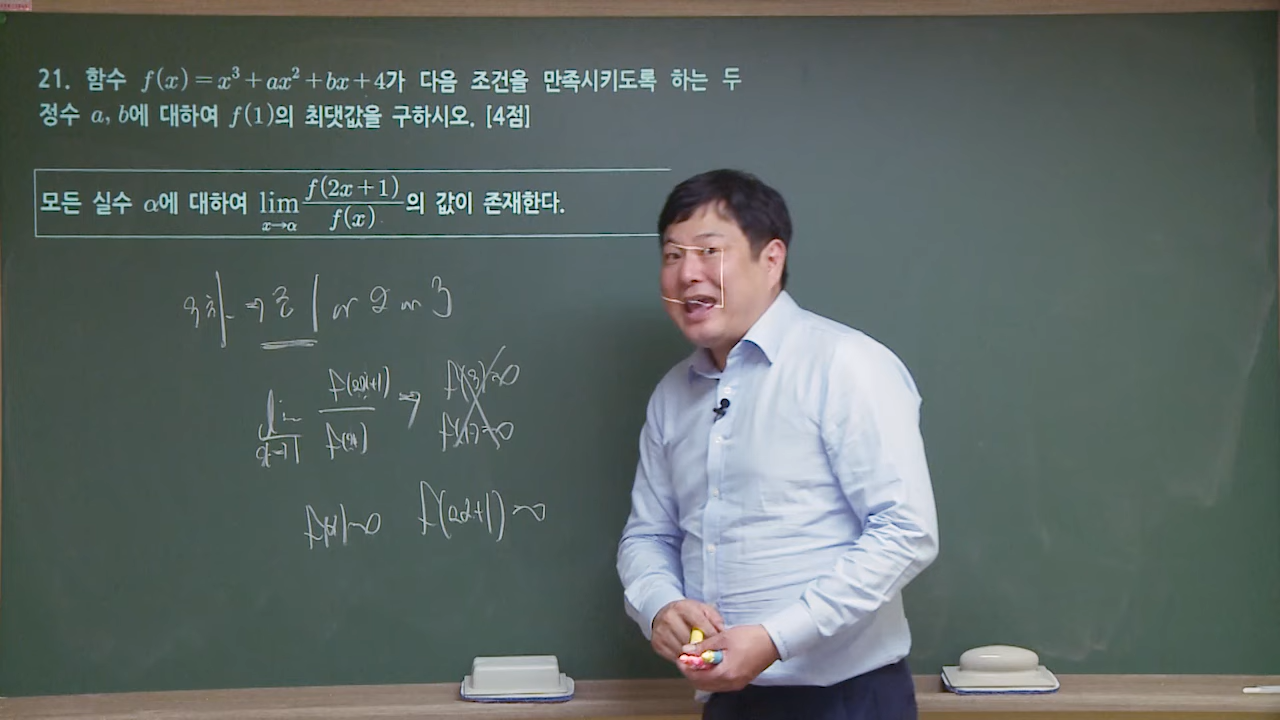 21. 함수 f(x)=x³+ax²+bx+4가 다음 조건을 만족시키도록 하는 두
정수 a, b에 대하여 f(1)의 최댓값을 구하시오. [4점]
모든 실수 α에 대하여 lim_{x→α} f(2x+1)/f(x) 의 값이 존재한다.
→ 근 1 or 2 or 3
lim_{x→1} f(2x+1)/f(x) → f(3)=0
f(1)=0
f(α)=0 f(2α+1)=0